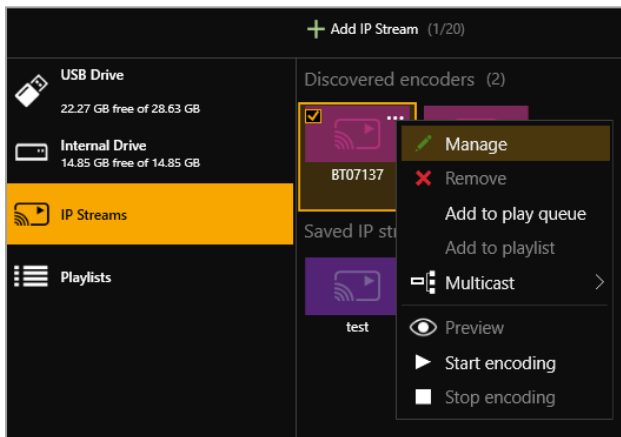 Add IP Stream (1/20)
USB Drive
22.27 GB free of 28.63 GB
Internal Drive
14.85 GB free of 14.85 GB
IP Streams
Playlists
Discovered encoders (2)
BT07137
Saved IP str
test
Manage
Remove
Add to play queue
Add to playlist
Multicast
Preview
Start encoding
Stop encoding